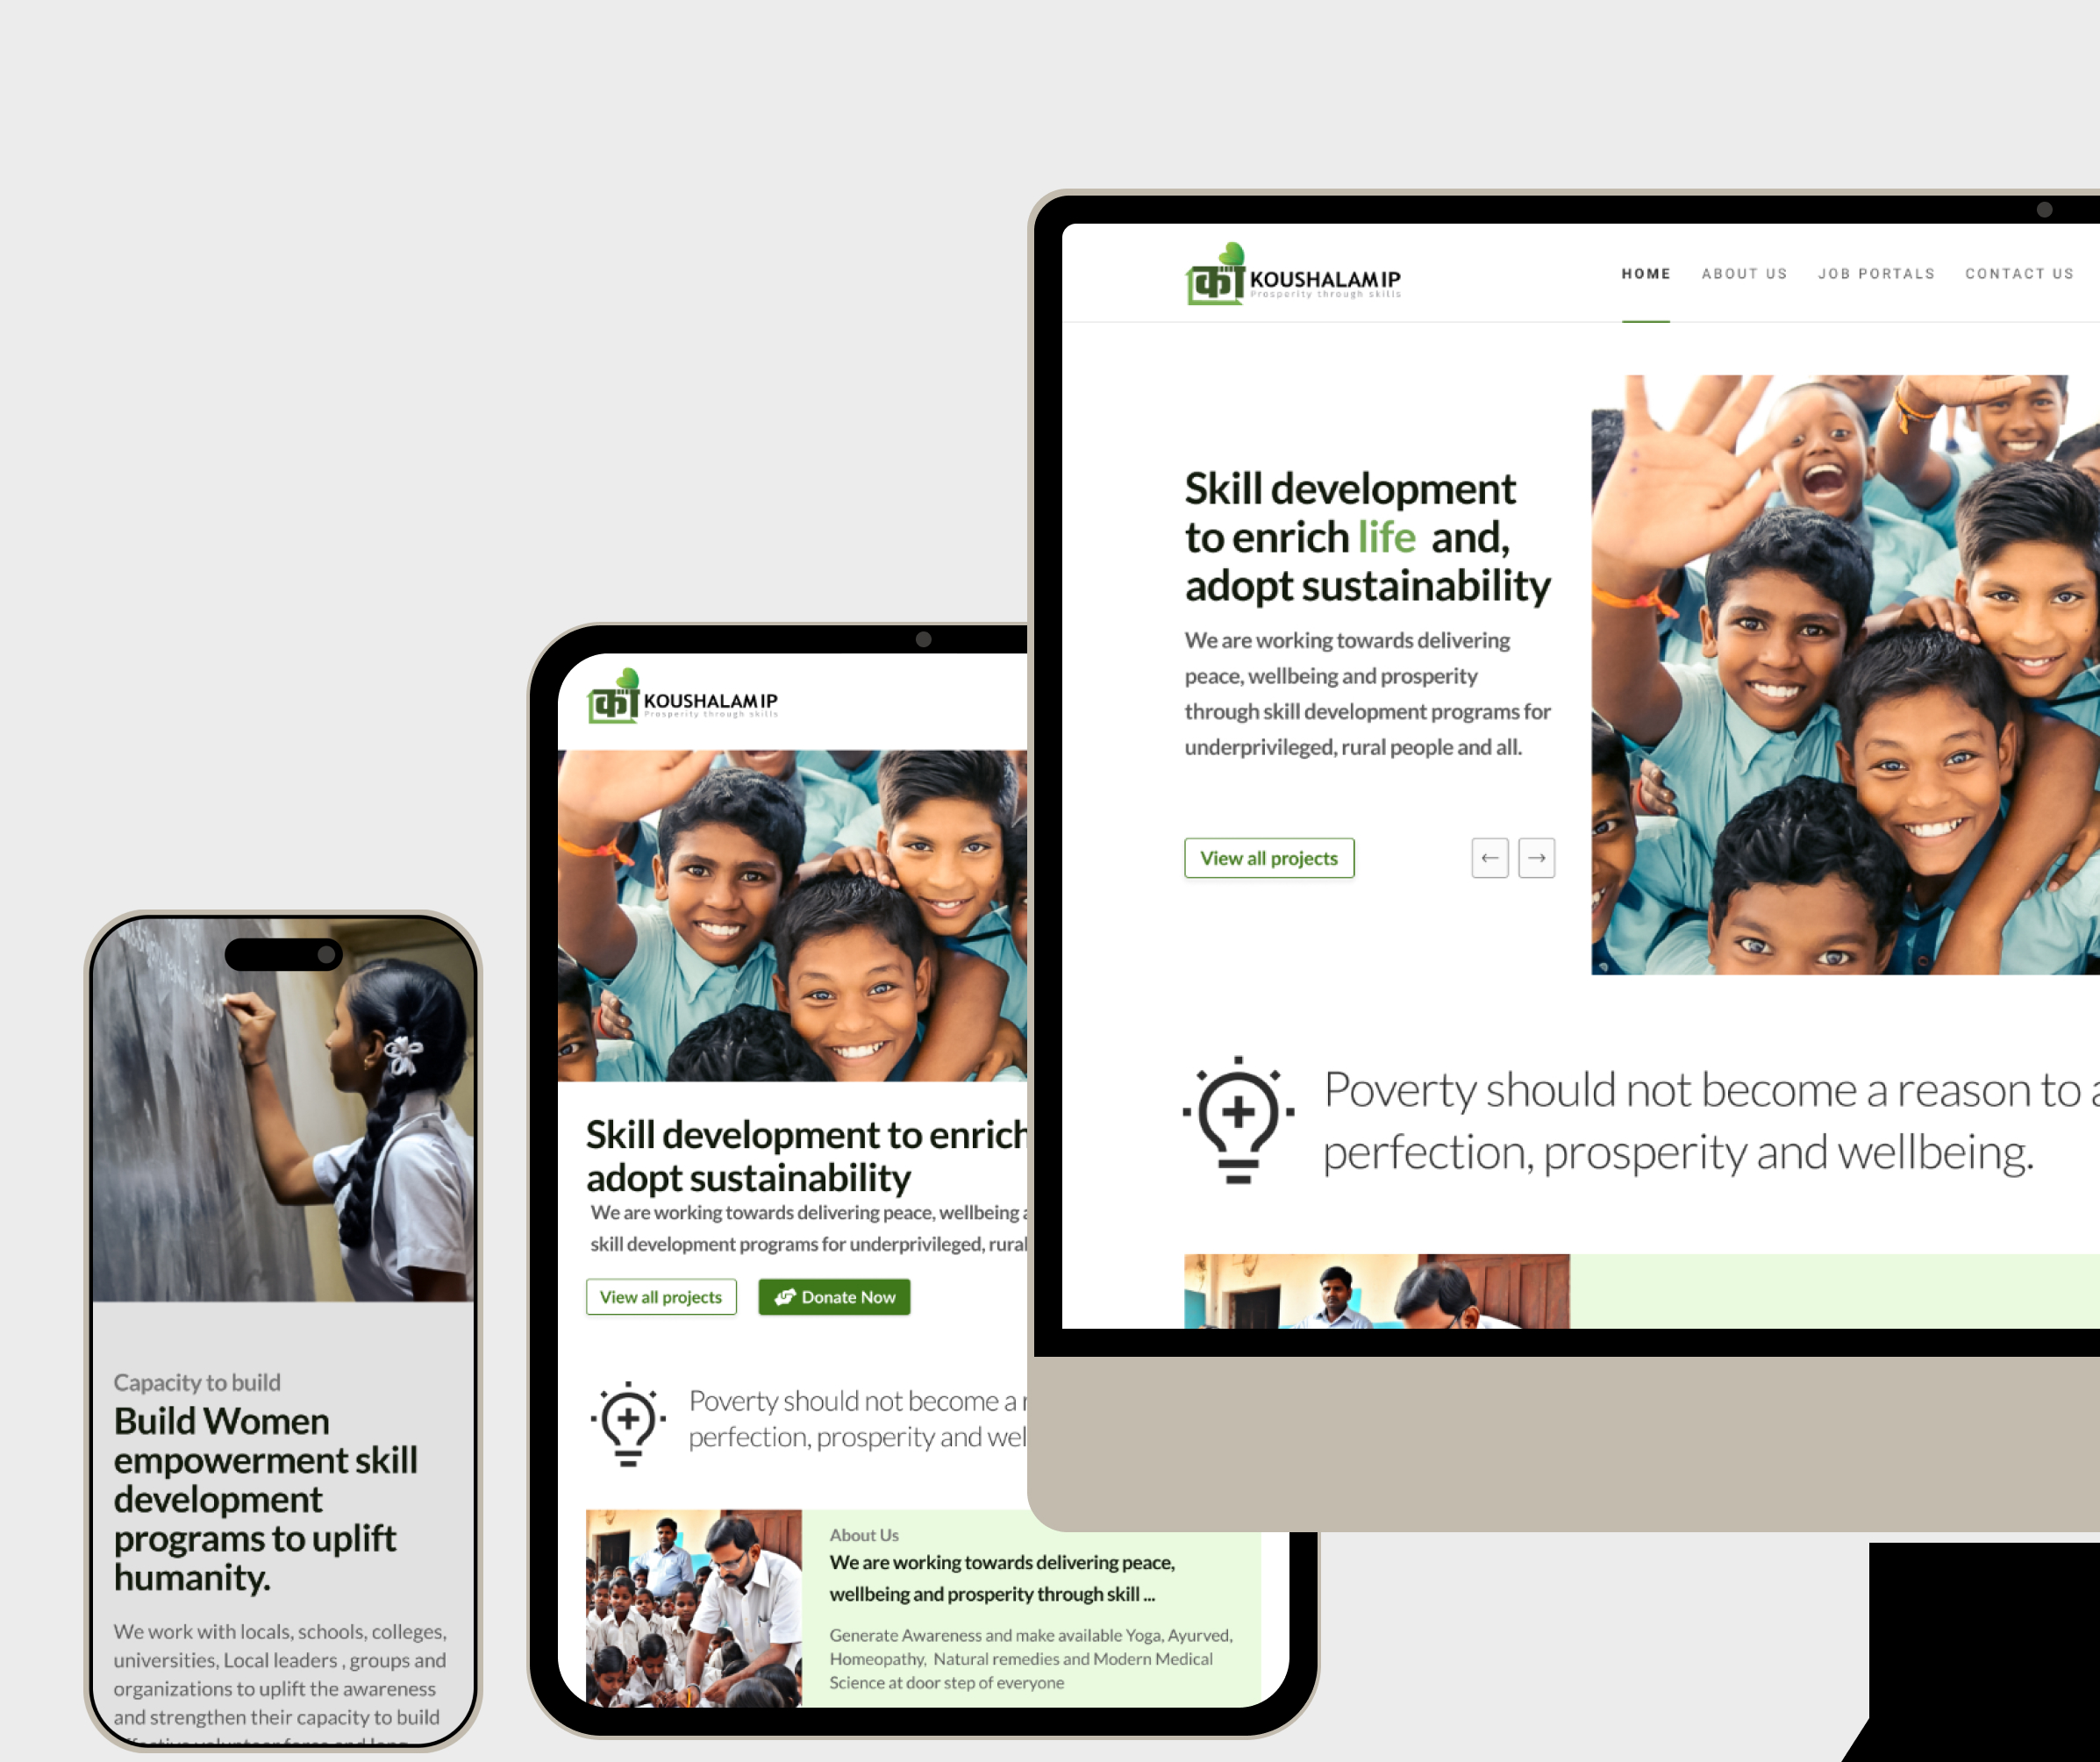 Capacity to build
Build Women
empowerment skill
development
programs to uplift
humanity.
We work with locals, schools, colleges,
universities, Local leaders , groups and
organizations to uplift the awareness
and strengthen their capacity to build
का KOUSHALAM IP
Prosperity through skills
Skill development to enrich
adopt sustainability
We are working towards delivering peace, wellbeing
skill development programs for underprivileged, rural
View all projects
Donate Now
Poverty should not become a
perfection, prosperity and wel
About Us
We are working towards delivering peace,
wellbeing and prosperity through skill ...
Generate Awareness and make available Yoga, Ayurved,
Homeopathy, Natural remedies and Modern Medical
Science at door step of everyone
का KOUSHALAM IP
Prosperity through skills
HOME ABOUT US JOB PORTALS CONTACT US
Skill development
to enrich life and,
adopt sustainability
We are working towards delivering
peace, wellbeing and prosperity
through skill development programs for
underprivileged, rural people and all.
View all projects
← →
Poverty should not become a reason to
perfection, prosperity and wellbeing.